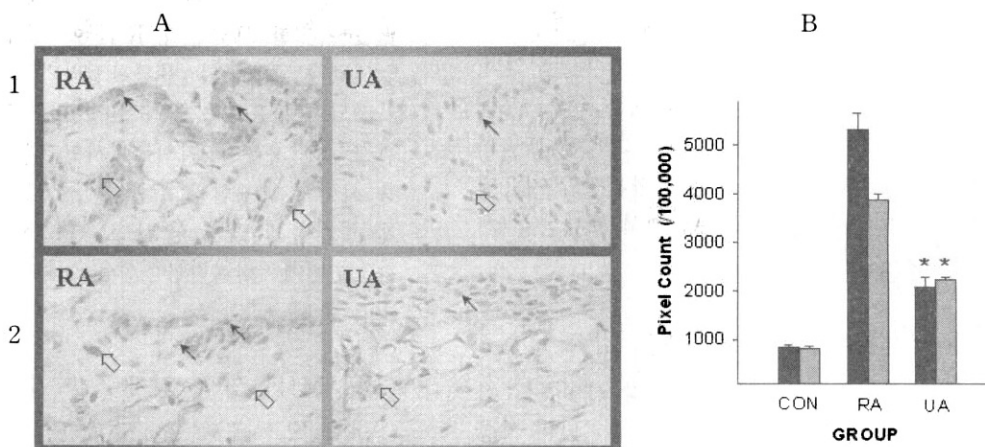 A
B
1
RA
UA
2
RA
UA
Pixel Count (/100,000)
5000
4000
3000
2000
1000
* *
CON RA UA
GROUP